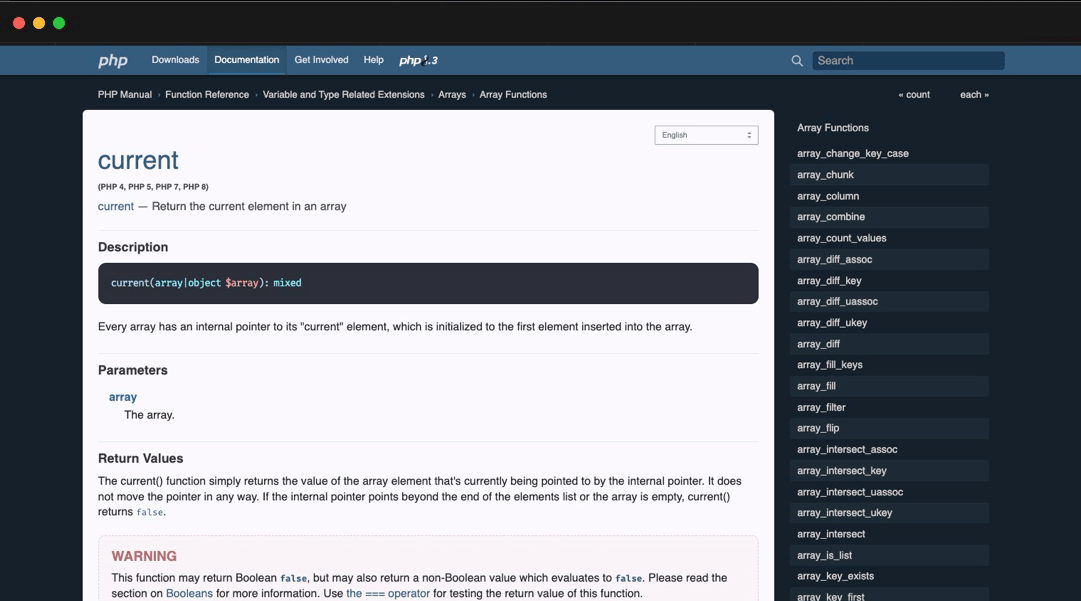 php Downloads Documentation Get Involved Help php8.3 Search
PHP Manual › Function Reference › Variable and Type Related Extensions › Arrays › Array Functions
« count each »
English
current
(PHP 4, PHP 5, PHP 7, PHP 8)
current — Return the current element in an array
Description
current(array|object $array): mixed
Every array has an internal pointer to its "current" element, which is initialized to the first element inserted into the array.
Parameters
array
The array.
Return Values
The current() function simply returns the value of the array element that's currently being pointed to by the internal pointer. It does
not move the pointer in any way. If the internal pointer points beyond the end of the elements list or the array is empty, current()
returns false.
WARNING
This function may return Boolean false, but may also return a non-Boolean value which evaluates to false. Please read the
section on Booleans for more information. Use the === operator for testing the return value of this function.
Array Functions
array_change_key_case
array_chunk
array_column
array_combine
array_count_values
array_diff_assoc
array_diff_key
array_diff_uassoc
array_diff_ukey
array_diff
array_fill_keys
array_fill
array_filter
array_flip
array_intersect_assoc
array_intersect_key
array_intersect_uassoc
array_intersect_ukey
array_intersect
array_is_list
array_key_exists
array_key_first